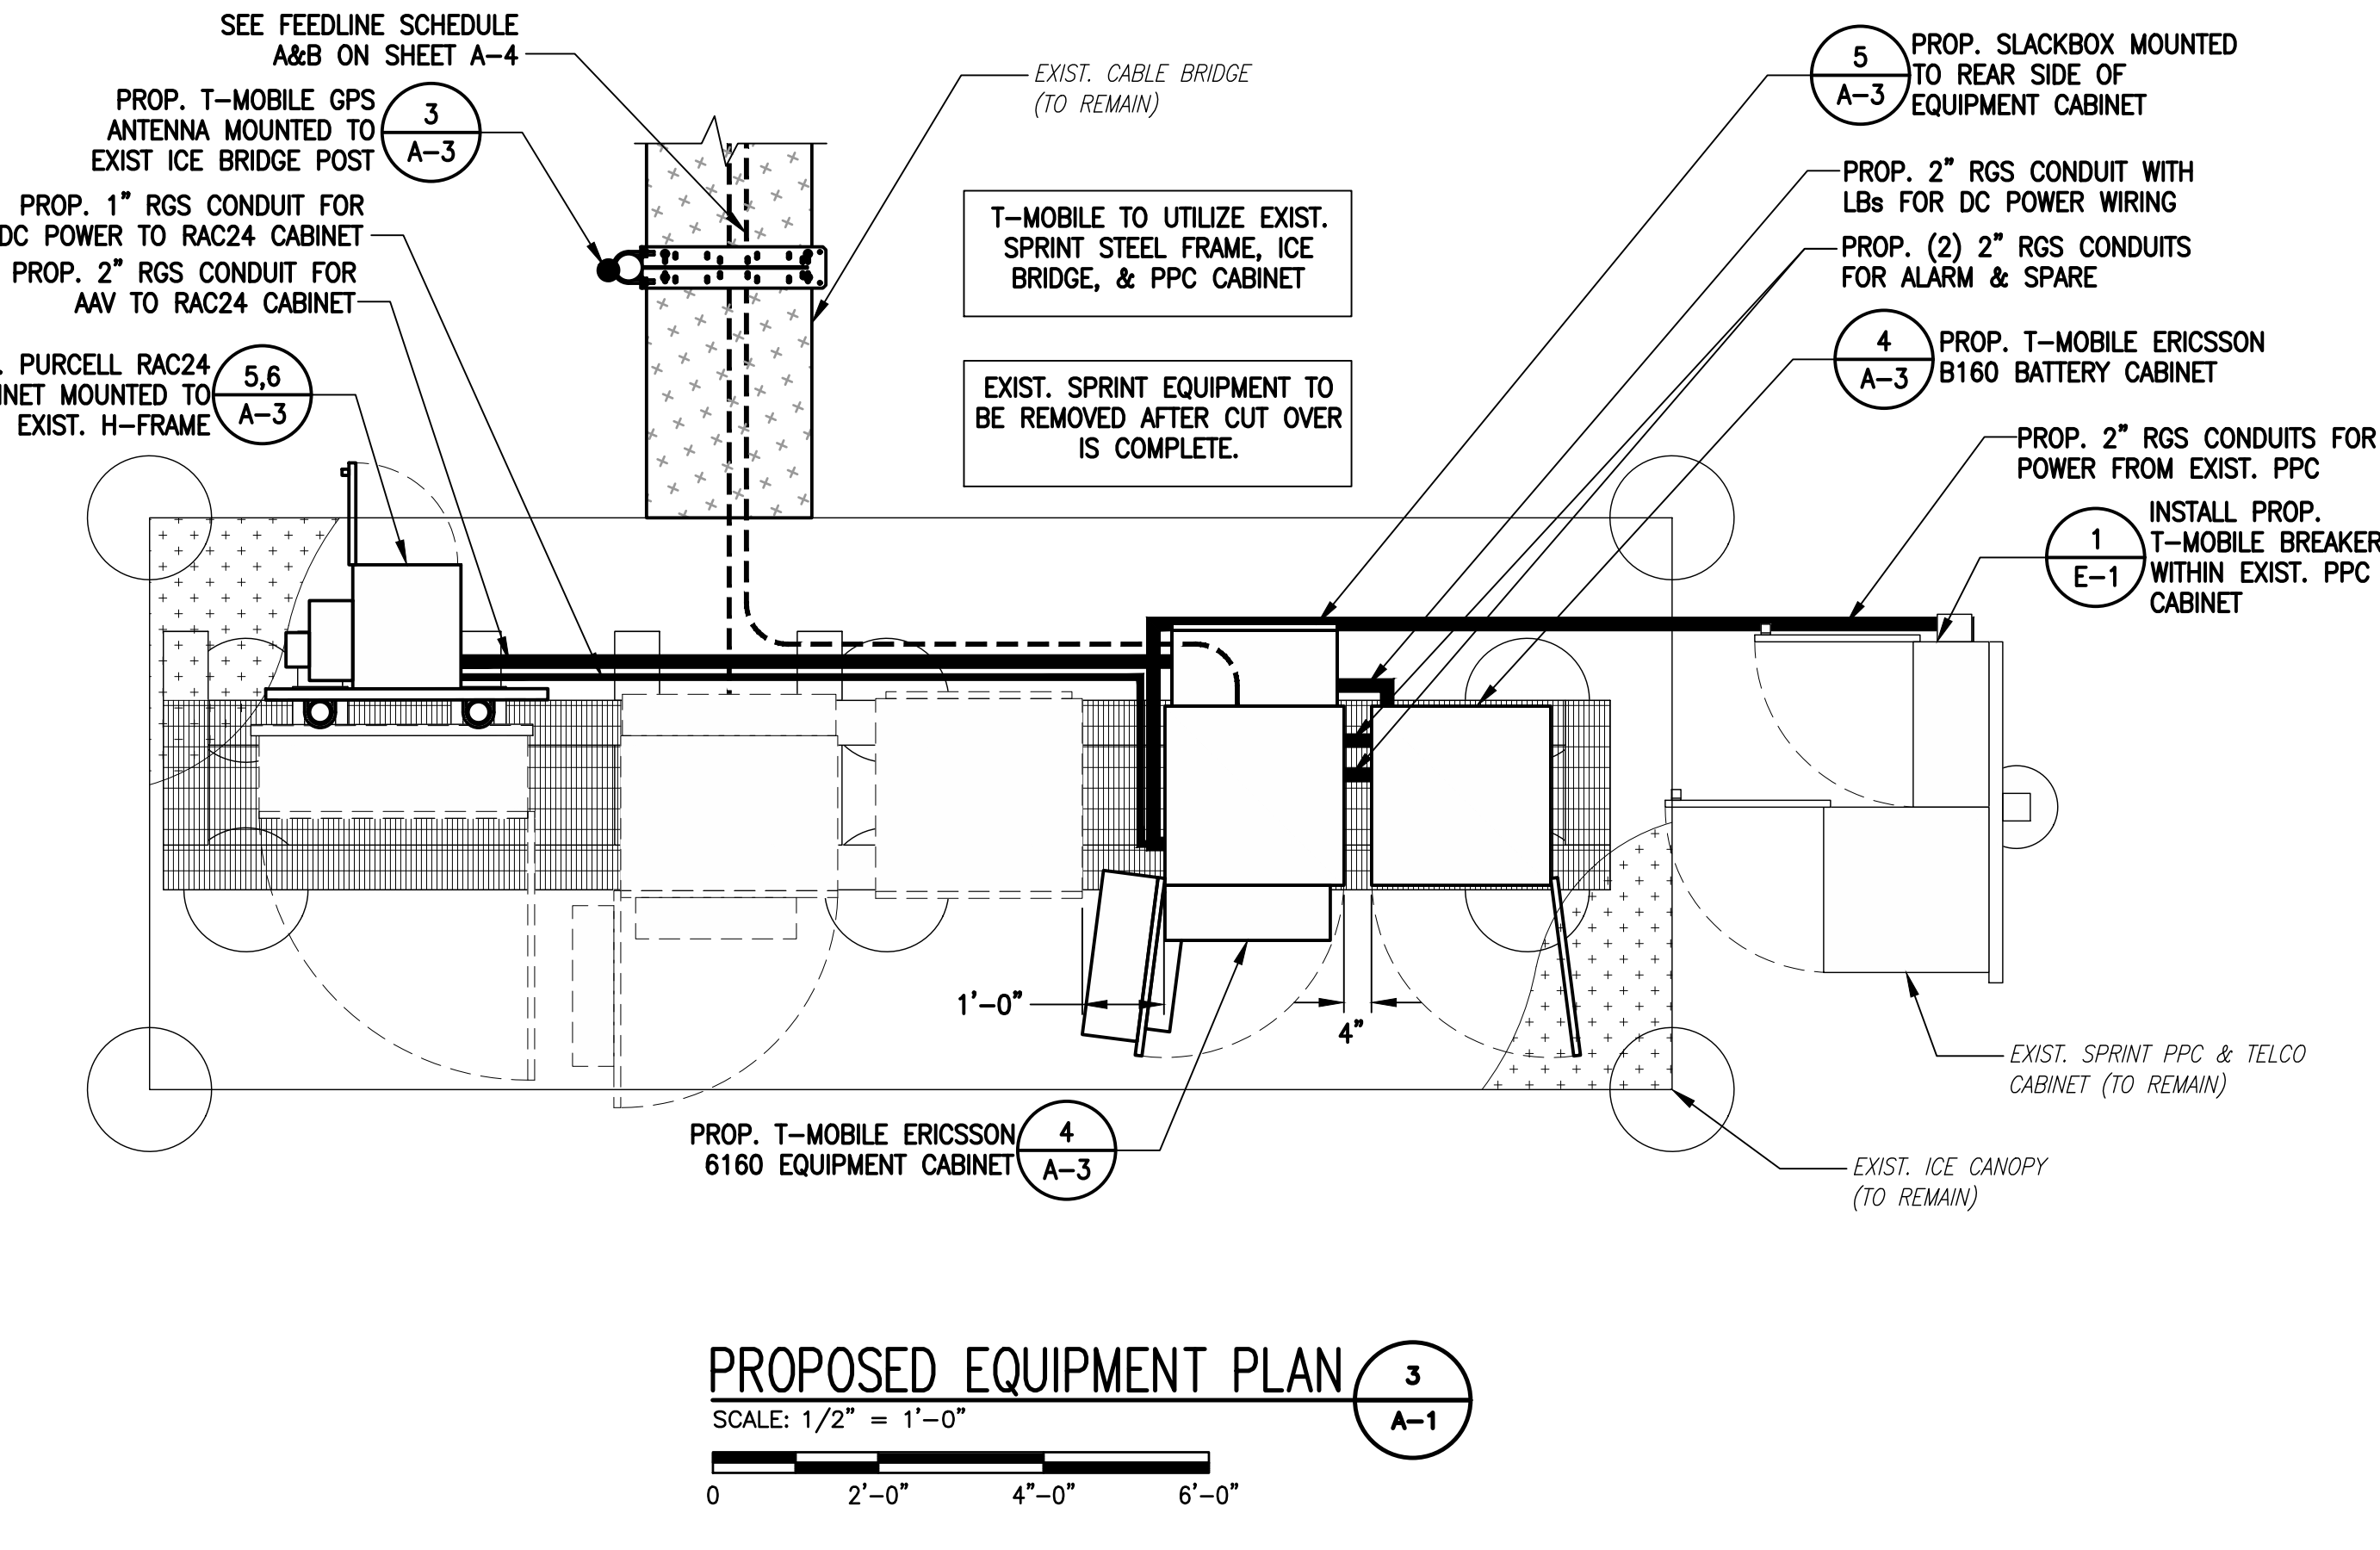 SEE FEEDLINE SCHEDULE
A&B ON SHEET A-4
PROP. T-MOBILE GPS
ANTENNA MOUNTED TO
EXIST ICE BRIDGE POST
3
A-3
PROP. 1" RGS CONDUIT FOR
DC POWER TO RAC24 CABINET
PROP. 2" RGS CONDUIT FOR
AAV TO RAC24 CABINET
. PURCELL RAC24
INET MOUNTED TO
EXIST. H-FRAME
5,6
A-3
EXIST. CABLE BRIDGE
(TO REMAIN)
T-MOBILE TO UTILIZE EXIST.
SPRINT STEEL FRAME, ICE
BRIDGE, & PPC CABINET
EXIST. SPRINT EQUIPMENT TO
BE REMOVED AFTER CUT OVER
IS COMPLETE.
5
A-3
PROP. SLACKBOX MOUNTED
TO REAR SIDE OF
EQUIPMENT CABINET
PROP. 2" RGS CONDUIT WITH
LBs FOR DC POWER WIRING
PROP. (2) 2" RGS CONDUITS
FOR ALARM & SPARE
4
A-3
PROP. T-MOBILE ERICSSON
B160 BATTERY CABINET
PROP. 2" RGS CONDUITS FOR
POWER FROM EXIST. PPC
1
E-1
INSTALL PROP.
T-MOBILE BREAKER
WITHIN EXIST. PPC
CABINET
1'-0"
4"
EXIST. SPRINT PPC & TELCO
CABINET (TO REMAIN)
PROP. T-MOBILE ERICSSON
6160 EQUIPMENT CABINET
4
A-3
EXIST. ICE CANOPY
(TO REMAIN)
PROPOSED EQUIPMENT PLAN
3
A-1
SCALE: 1/2" = 1'-0"
0 2'-0" 4"-0" 6'-0"